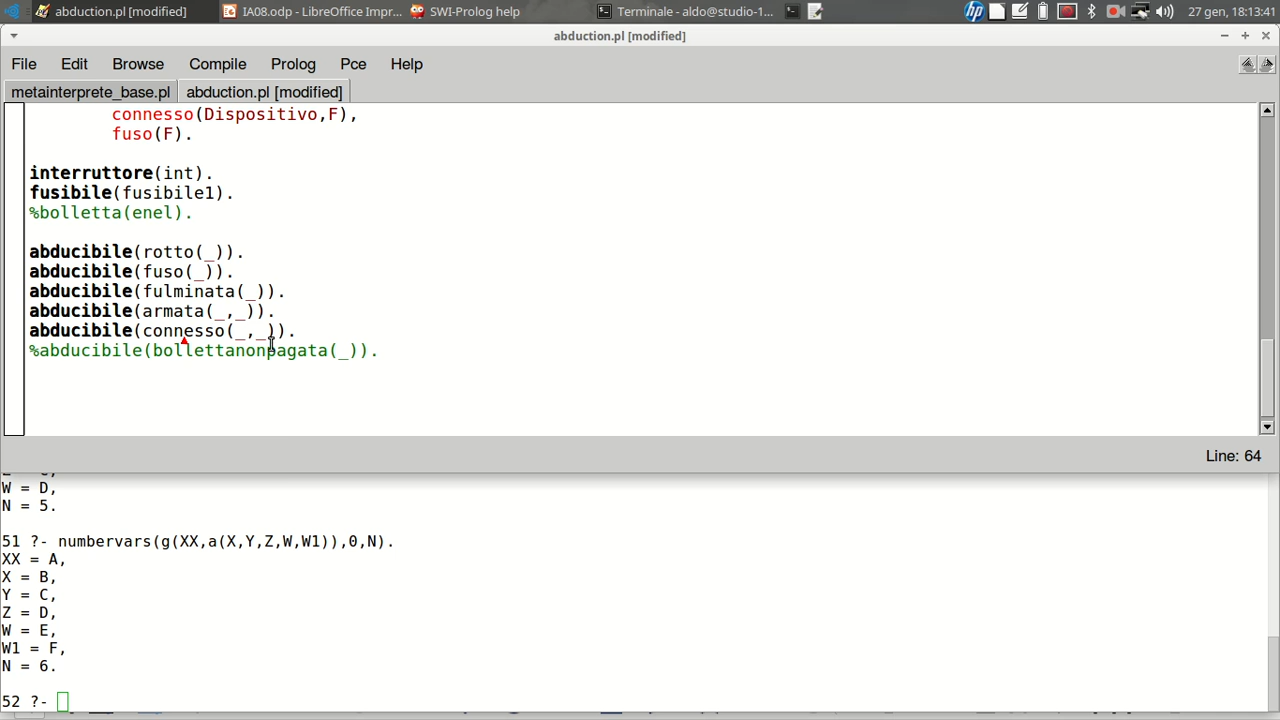 abduction.pl [modified] IA08.odp - LibreOffice Impr... SWI-Prolog help Terminale - aldo@studio-1... hp 27 gen, 18:13:41
abduction.pl [modified]
File Edit Browse Compile Prolog Pce Help
metainterprete_base.pl abduction.pl [modified]
connesso(Dispositivo,F),
fuso(F).
interruttore(int).
fusibile(fusibile1).
%bolletta(enel).
abducibile(rotto(_)).
abducibile(fuso(_)).
abducibile(fulminata(_)).
abducibile(armata(_,_)).
abducibile(connesso(_,_)).
%abducibile(bollettanonpagata(_)).
Line: 64
W = D,
N = 5.
51 ?- numbervars(g(XX,a(X,Y,Z,W,W1)),0,N).
XX = A,
X = B,
Y = C,
Z = D,
W = E,
W1 = F,
N = 6.
52 ?-